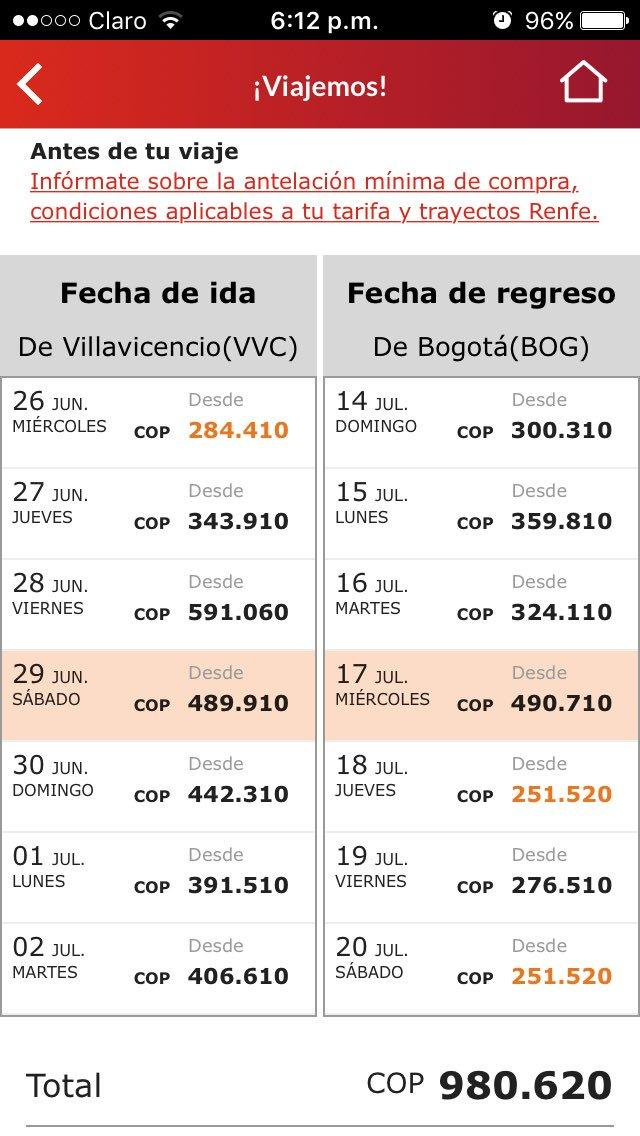 Claro 6:12 p.m. 96%
¡Viajemos!
Antes de tu viaje
Infórmate sobre la antelación mínima de compra,
condiciones aplicables a tu tarifa y trayectos Renfe.
Fecha de ida
De Villavicencio(VVC)
26 JUN. Desde
MIÉRCOLES COP 284.410
27 JUN. Desde
JUEVES COP 343.910
28 JUN. Desde
VIERNES COP 591.060
29 JUN. Desde
SÁBADO COP 489.910
30 JUN. Desde
DOMINGO COP 442.310
01 JUL. Desde
LUNES COP 391.510
02 JUL. Desde
MARTES COP 406.610
Fecha de regreso
De Bogotá(BOG)
14 JUL. Desde
DOMINGO COP 300.310
15 JUL. Desde
LUNES COP 359.810
16 JUL. Desde
MARTES COP 324.110
17 JUL. Desde
MIÉRCOLES COP 490.710
18 JUL. Desde
JUEVES COP 251.520
19 JUL. Desde
VIERNES COP 276.510
20 JUL. Desde
SÁBADO COP 251.520
Total COP 980.620